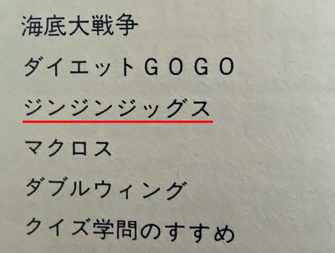 海底大戦争
ダイエットＧＯＧＯ
ジンジンジッグス
マクロス
ダブルウィング
クイズ学問のすすめ